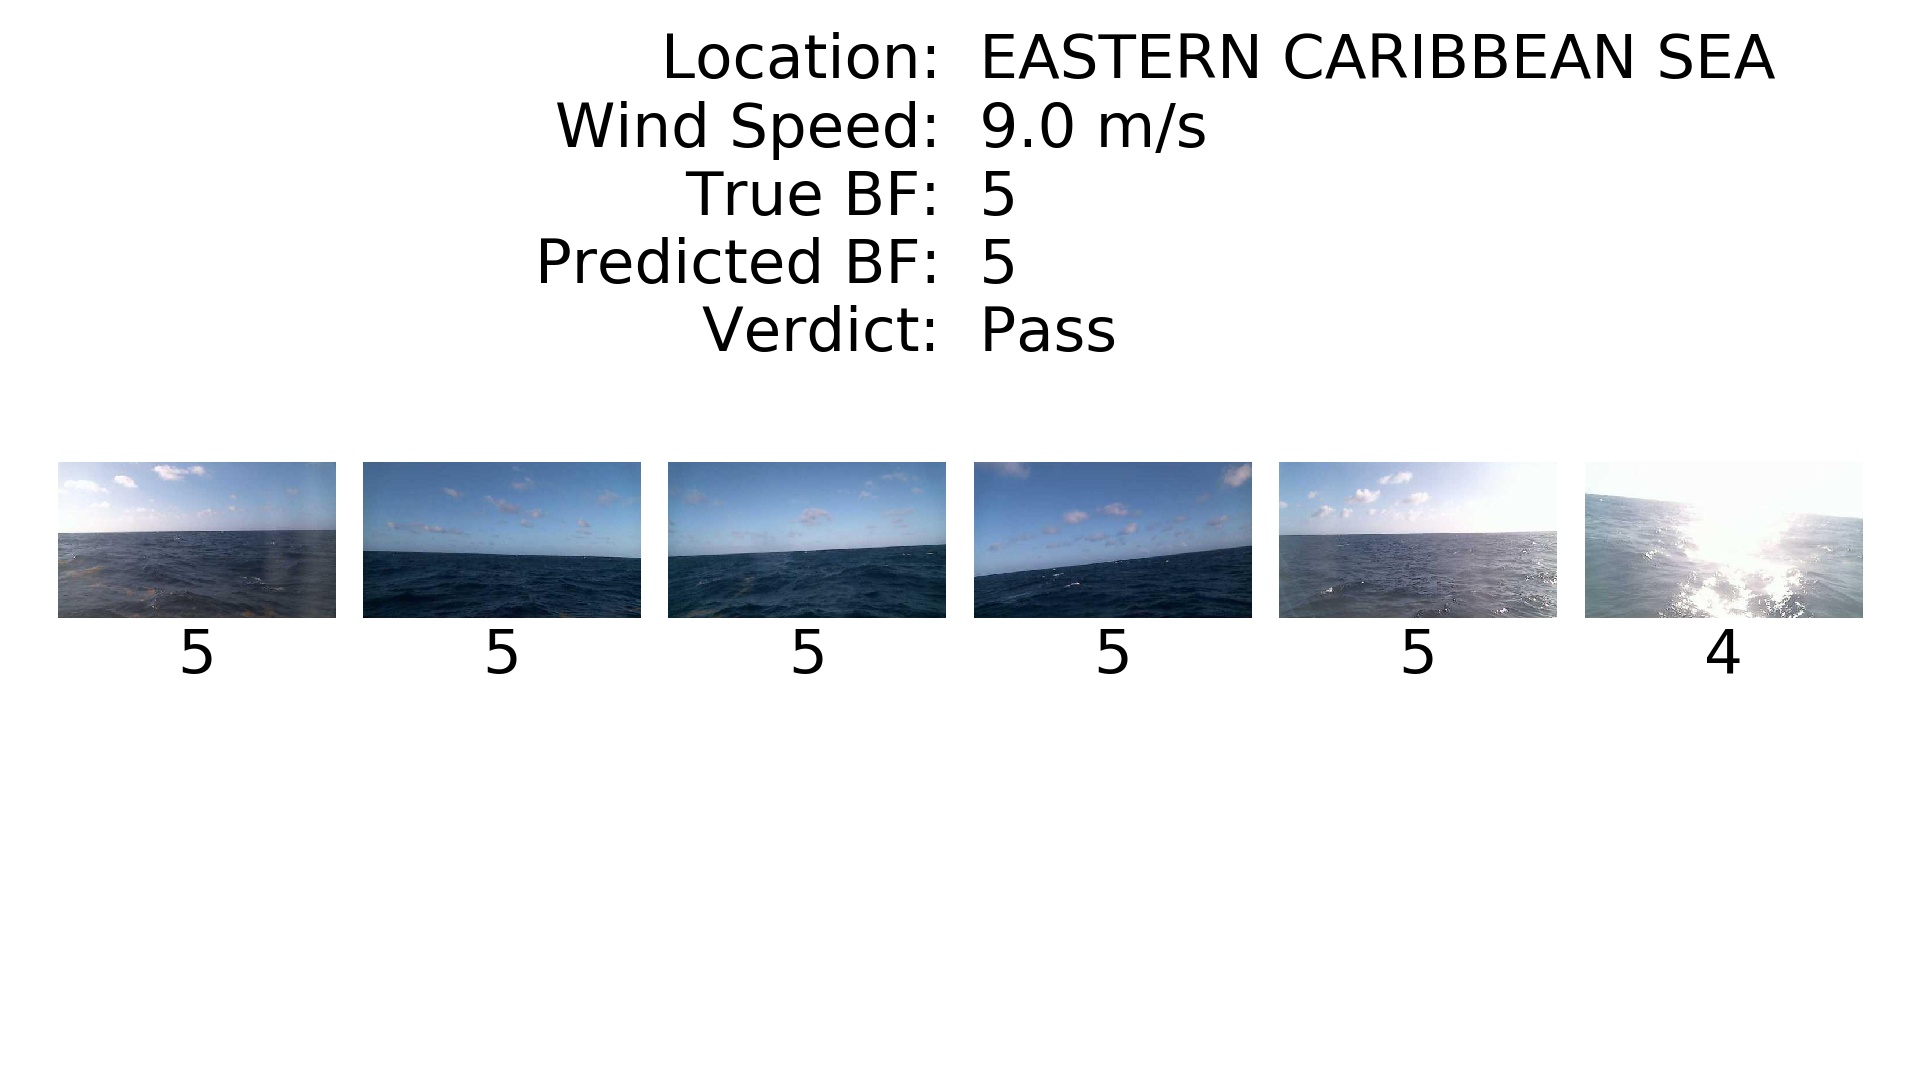 Location: EASTERN CARIBBEAN SEA
Wind Speed: 9.0 m/s
True BF: 5
Predicted BF: 5
Verdict: Pass
5 5 5 5 5 4